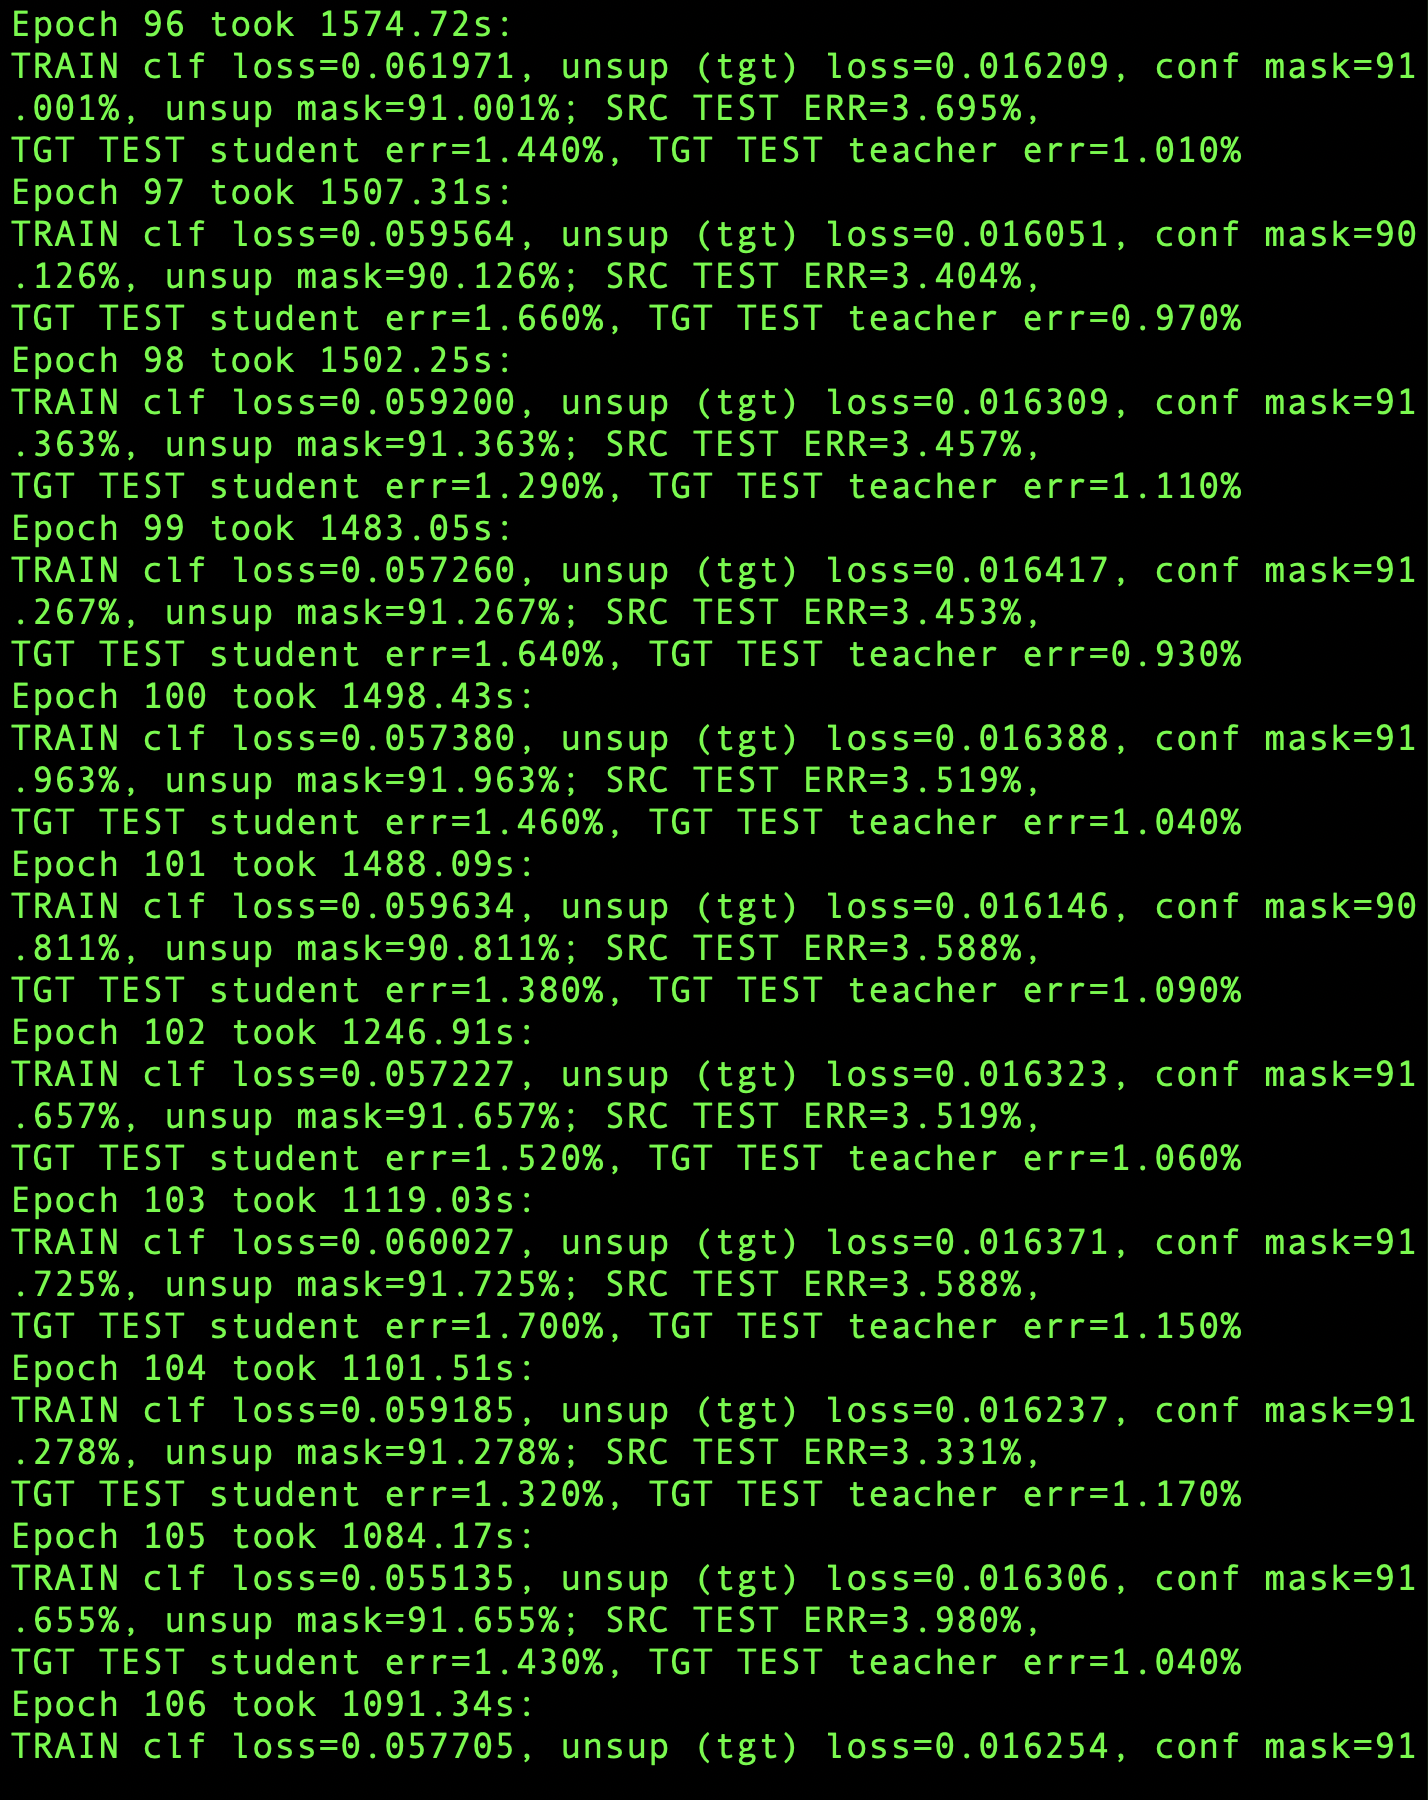 Epoch 96 took 1574.72s:
TRAIN clf loss=0.061971, unsup (tgt) loss=0.016209, conf mask=91
.001%, unsup mask=91.001%; SRC TEST ERR=3.695%,
TGT TEST student err=1.440%, TGT TEST teacher err=1.010%
Epoch 97 took 1507.31s:
TRAIN clf loss=0.059564, unsup (tgt) loss=0.016051, conf mask=90
.126%, unsup mask=90.126%; SRC TEST ERR=3.404%,
TGT TEST student err=1.660%, TGT TEST teacher err=0.970%
Epoch 98 took 1502.25s:
TRAIN clf loss=0.059200, unsup (tgt) loss=0.016309, conf mask=91
.363%, unsup mask=91.363%; SRC TEST ERR=3.457%,
TGT TEST student err=1.290%, TGT TEST teacher err=1.110%
Epoch 99 took 1483.05s:
TRAIN clf loss=0.057260, unsup (tgt) loss=0.016417, conf mask=91
.267%, unsup mask=91.267%; SRC TEST ERR=3.453%,
TGT TEST student err=1.640%, TGT TEST teacher err=0.930%
Epoch 100 took 1498.43s:
TRAIN clf loss=0.057380, unsup (tgt) loss=0.016388, conf mask=91
.963%, unsup mask=91.963%; SRC TEST ERR=3.519%,
TGT TEST student err=1.460%, TGT TEST teacher err=1.040%
Epoch 101 took 1488.09s:
TRAIN clf loss=0.059634, unsup (tgt) loss=0.016146, conf mask=90
.811%, unsup mask=90.811%; SRC TEST ERR=3.588%,
TGT TEST student err=1.380%, TGT TEST teacher err=1.090%
Epoch 102 took 1246.91s:
TRAIN clf loss=0.057227, unsup (tgt) loss=0.016323, conf mask=91
.657%, unsup mask=91.657%; SRC TEST ERR=3.519%,
TGT TEST student err=1.520%, TGT TEST teacher err=1.060%
Epoch 103 took 1119.03s:
TRAIN clf loss=0.060027, unsup (tgt) loss=0.016371, conf mask=91
.725%, unsup mask=91.725%; SRC TEST ERR=3.588%,
TGT TEST student err=1.700%, TGT TEST teacher err=1.150%
Epoch 104 took 1101.51s:
TRAIN clf loss=0.059185, unsup (tgt) loss=0.016237, conf mask=91
.278%, unsup mask=91.278%; SRC TEST ERR=3.331%,
TGT TEST student err=1.320%, TGT TEST teacher err=1.170%
Epoch 105 took 1084.17s:
TRAIN clf loss=0.055135, unsup (tgt) loss=0.016306, conf mask=91
.655%, unsup mask=91.655%; SRC TEST ERR=3.980%,
TGT TEST student err=1.430%, TGT TEST teacher err=1.040%
Epoch 106 took 1091.34s:
TRAIN clf loss=0.057705, unsup (tgt) loss=0.016254, conf mask=91